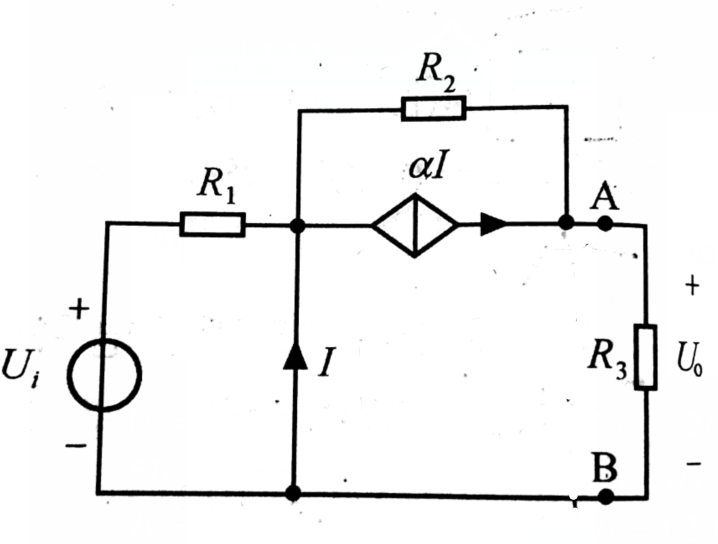 R₂
αI
R₁
A
+
+
Uᵢ
I
R₃
U₀
−
B
−